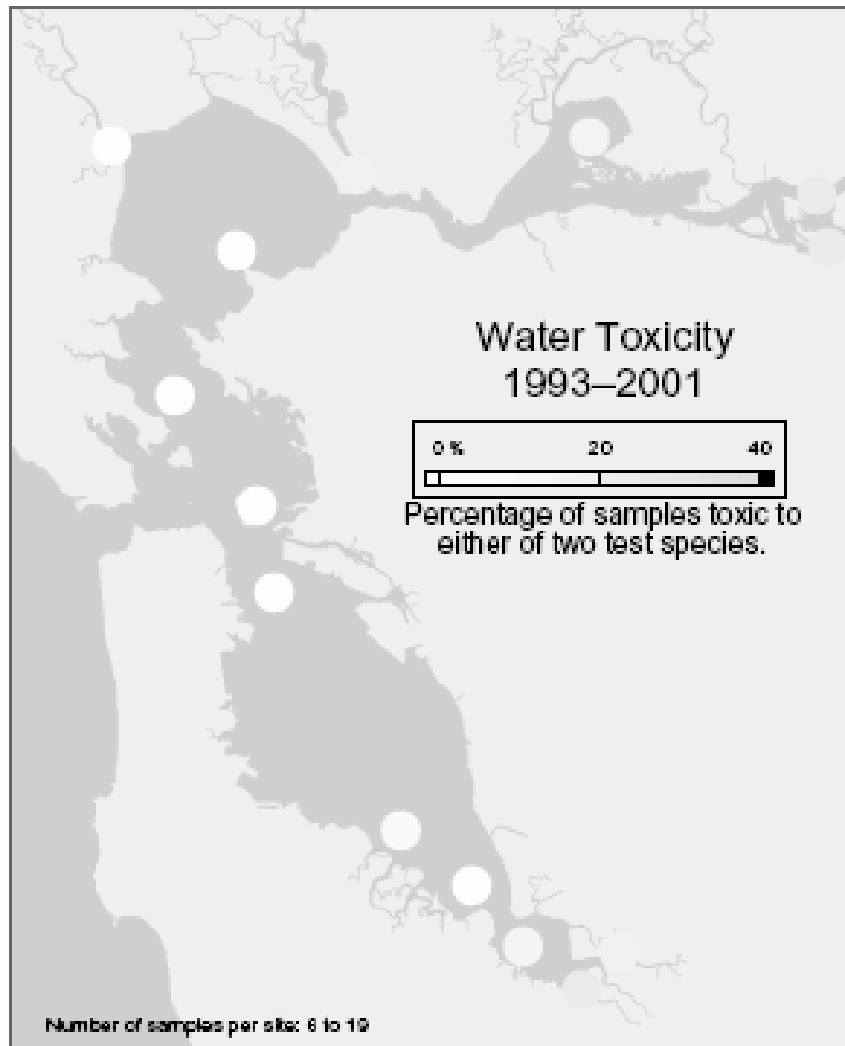 Water Toxicity
1993–2001
0 % 20 40
Percentage of samples toxic to
either of two test species.
Number of samples per site: 6 to 19